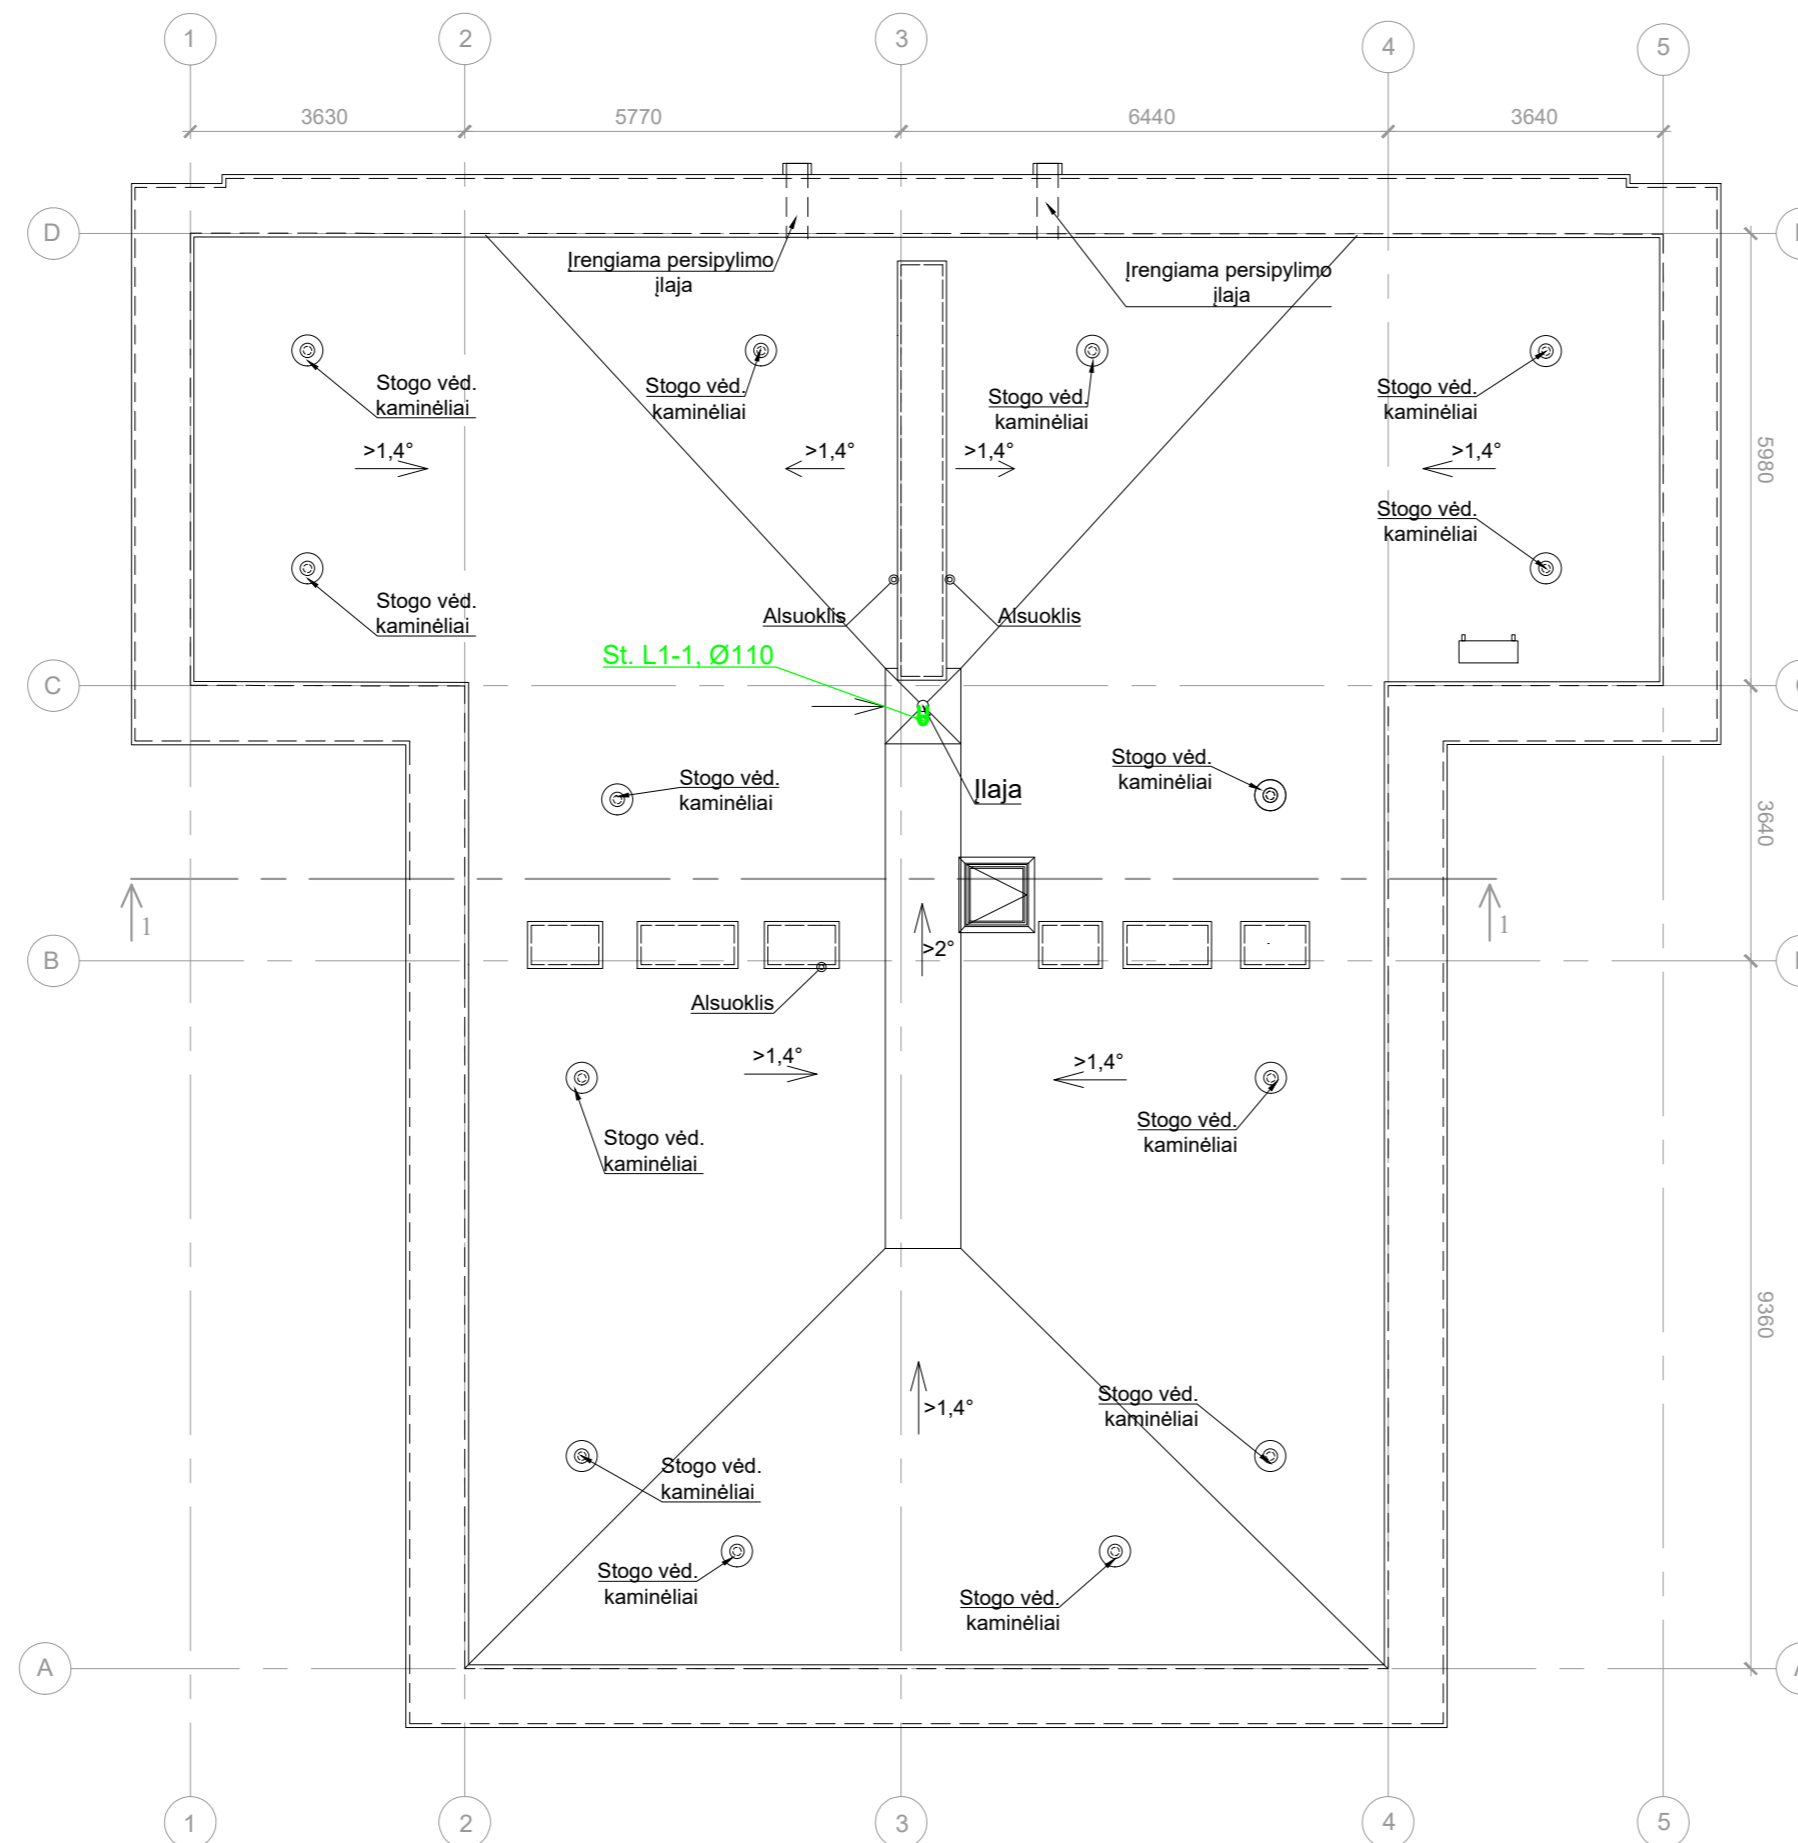 1
2
3
4
5
3630
5770
6440
3640
D
Įrengiama persipylimo
įlaja
Įrengiama persipylimo
įlaja
Stogo vėd.
kaminėliai
Stogo vėd.
kaminėliai
Stogo vėd.
kaminėliai
Stogo vėd.
kaminėliai
>1,4°
>1,4°
>1,4°
>1,4°
5980
Stogo vėd.
kaminėliai
Stogo vėd.
kaminėliai
Alsuoklis
Alsuoklis
St. L1-1, Ø110
C
Stogo vėd.
kaminėliai
Stogo vėd.
kaminėliai
Įlaja
3640
1
1
B
>2°
Alsuoklis
>1,4°
>1,4°
Stogo vėd.
kaminėliai
Stogo vėd.
kaminėliai
9360
>1,4°
Stogo vėd.
kaminėliai
Stogo vėd.
kaminėliai
Stogo vėd.
kaminėliai
Stogo vėd.
kaminėliai
A
1
2
3
4
5